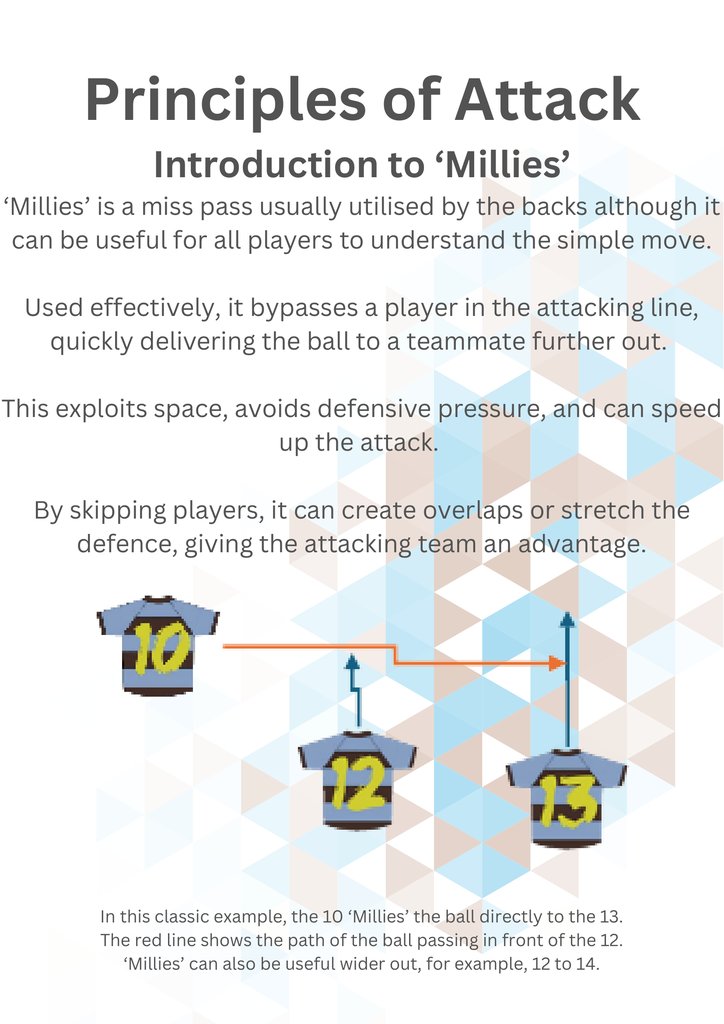 Principles of Attack
Introduction to ‘Millies’
‘Millies’ is a miss pass usually utilised by the backs although it
can be useful for all players to understand the simple move.
Used effectively, it bypasses a player in the attacking line,
quickly delivering the ball to a teammate further out.
This exploits space, avoids defensive pressure, and can speed
up the attack.
By skipping players, it can create overlaps or stretch the
defence, giving the attacking team an advantage.
10
12
13
In this classic example, the 10 ‘Millies’ the ball directly to the 13.
The red line shows the path of the ball passing in front of the 12.
‘Millies’ can also be useful wider out, for example, 12 to 14.